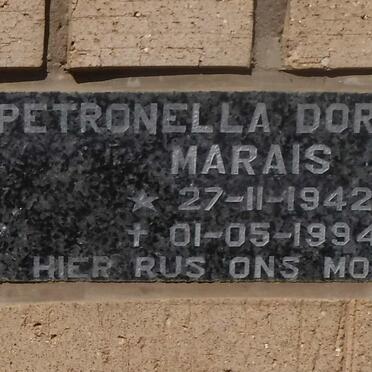 PETRONELLA DOR
MARAIS
* 27-11-1942
† 01-05-1994
HIER RUS ONS MO